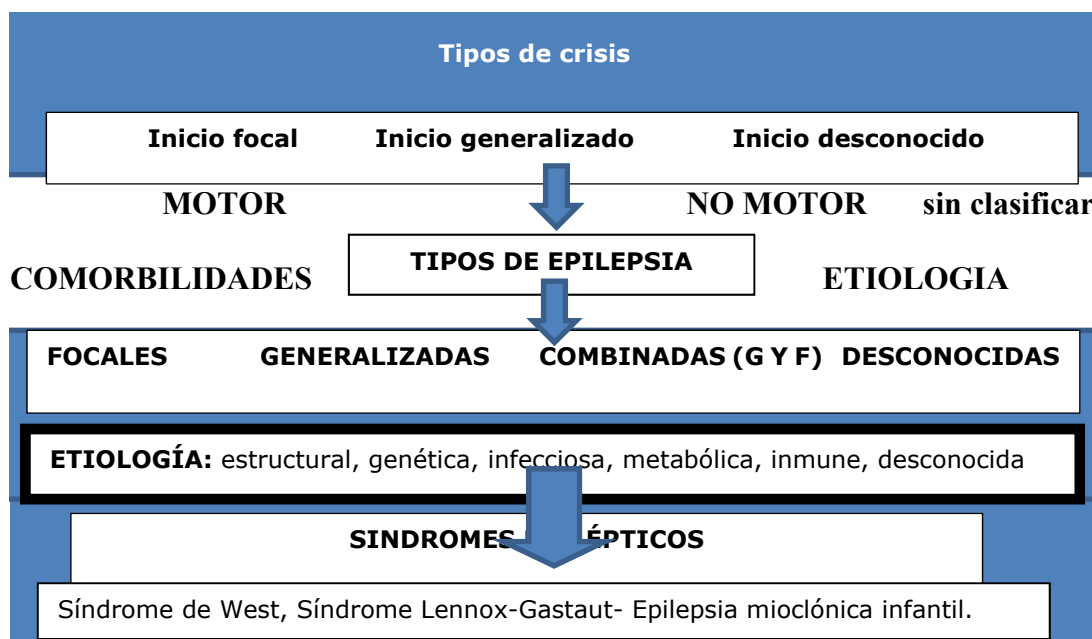 Tipos de crisis
Inicio focal Inicio generalizado Inicio desconocido
MOTOR NO MOTOR sin clasificar
TIPOS DE EPILEPSIA
COMORBILIDADES ETIOLOGIA
FOCALES GENERALIZADAS COMBINADAS (G Y F) DESCONOCIDAS
ETIOLOGÍA: estructural, genética, infecciosa, metabólica, inmune, desconocida
SINDROMES ÉPTICOS
Síndrome de West, Síndrome Lennox-Gastaut- Epilepsia mioclónica infantil.